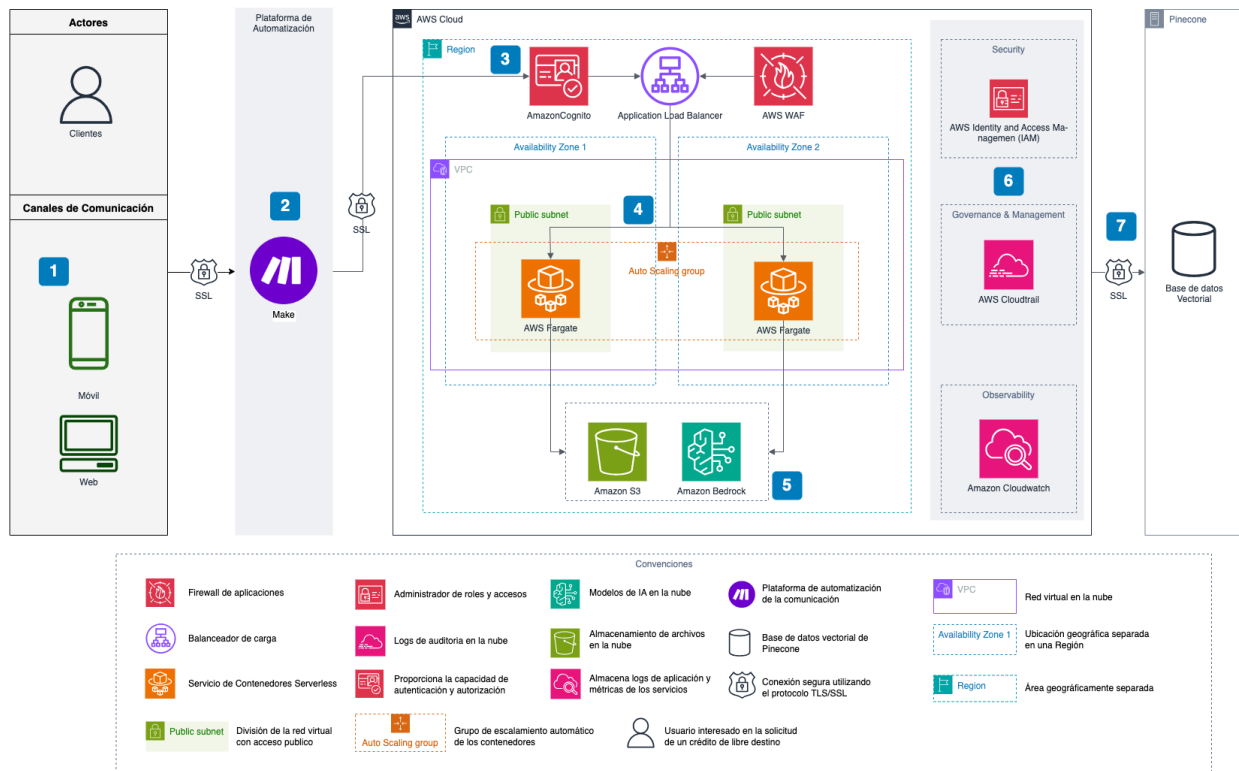 Actores
Clientes
Canales de Comunicación
1
Móvil
Web
SSL
Plataforma de
Automatización
2
Make
SSL
aws
AWS Cloud
Region
3
AmazonCognito
Application Load Balancer
AWS WAF
Availability Zone 1
Availability Zone 2
VPC
Public subnet
4
Public subnet
Auto Scaling group
AWS Fargate
AWS Fargate
Amazon S3
Amazon Bedrock
5
Security
AWS Identity and Access Ma-
nagemen (IAM)
6
Governance & Management
AWS Cloudtrail
Observability
Amazon Cloudwatch
7
SSL
Pinecone
Base de datos
Vectorial
Convenciones
Firewall de aplicaciones
Administrador de roles y accesos
Modelos de IA en la nube
Plataforma de automatización
de la comunicación
VPC
Red virtual en la nube
Balanceador de carga
Logs de auditoria en la nube
Almacenamiento de archivos
en la nube
Base de datos vectorial de
Pinecone
Availability Zone 1
Ubicación geográfica separada
en una Región
Servicio de Contenedores Serverless
Proporciona la capacidad de
autenticación y autorización
Almacena logs de aplicación y
métricas de los servicios
Conexión segura utilizando
el protocolo TLS/SSL
Region
Área geográficamente separada
Public subnet
División de la red virtual
con acceso publico
Auto Scaling group
Grupo de escalamiento automático
de los contenedores
Usuario interesado en la solicitud
de un crédito de libre destino